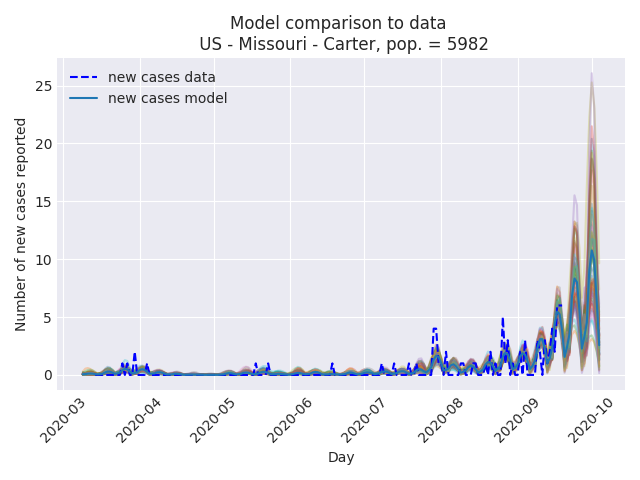 Model comparison to data
US - Missouri - Carter, pop. = 5982
new cases data
new cases model
Number of new cases reported
25
20
15
10
5
0
2020-03
2020-04
2020-05
2020-06
2020-07
2020-08
2020-09
2020-10
Day